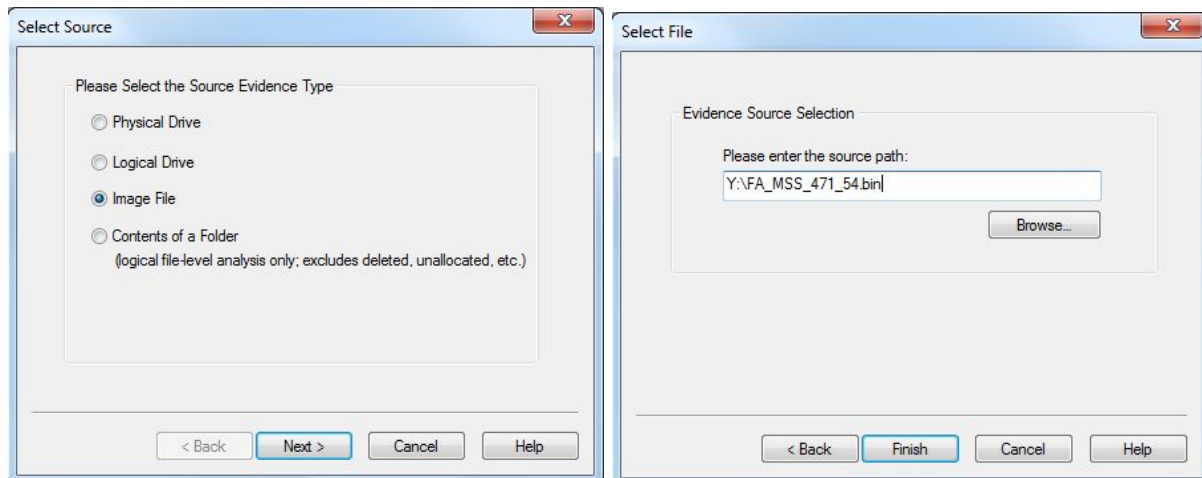 Select Source
Please Select the Source Evidence Type
Physical Drive
Logical Drive
Image File
Contents of a Folder
(logical file-level analysis only; excludes deleted, unallocated, etc.)
< Back
Next >
Cancel
Help
Select File
Evidence Source Selection
Please enter the source path:
Y:\FA_MSS_471_54.bin
Browse...
< Back
Finish
Cancel
Help